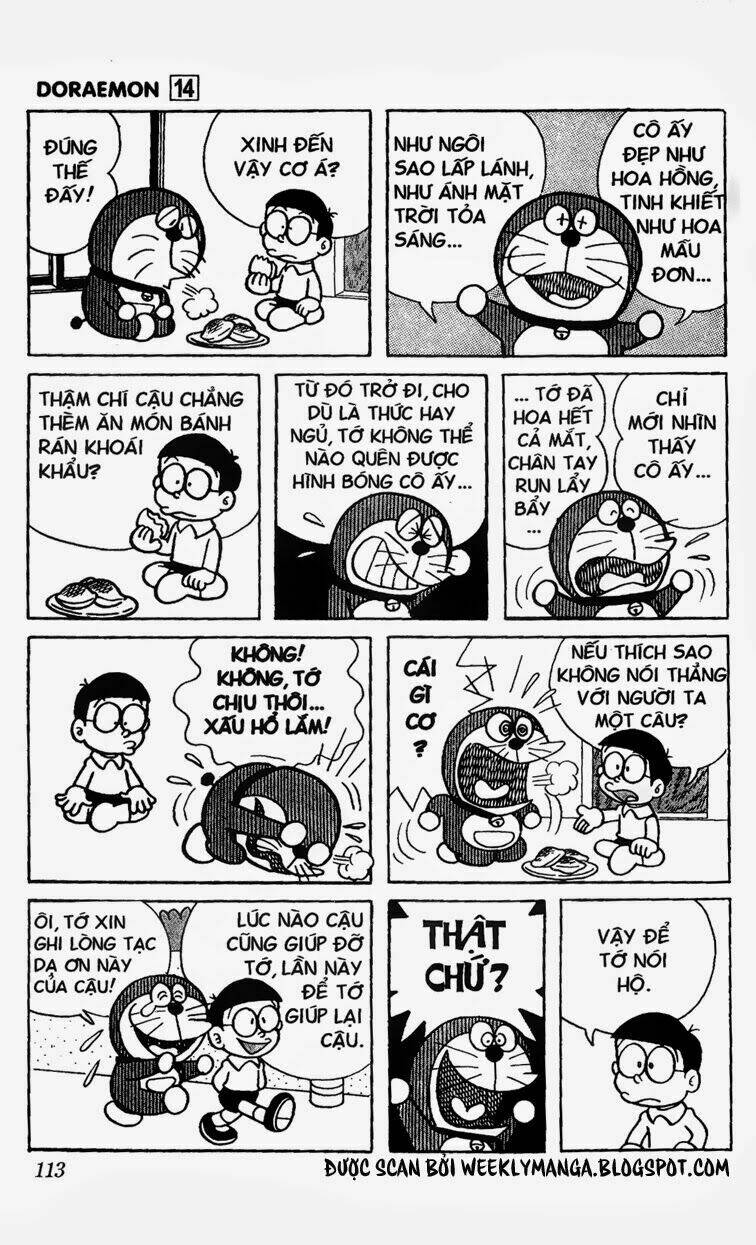 DORAEMON 14
CÔ ẤY
ĐẸP NHƯ
HOA HỒNG,
TINH KHIẾT
NHƯ HOA
MẪU
ĐƠN...
NHƯ NGÔI
SAO LẤP LÁNH,
NHƯ ÁNH MẶT
TRỜI TỎA
SÁNG...
XINH ĐẾN
VẬY CƠ Á?
ĐÚNG
THẾ
ĐẤY!
CHỈ
MỚI NHÌN
THẤY
CÔ ẤY...
... TỚ ĐÃ
HOA HẾT
CẢ MẮT,
CHÂN TAY
RUN LẨY
BẨY
...
TỪ ĐÓ TRỞ ĐI, CHO
DÙ LÀ THỨC HAY
NGỦ, TỚ KHÔNG THỂ
NÀO QUÊN ĐƯỢC
HÌNH BÓNG CÔ ẤY...
THẬM CHÍ CẬU CHẲNG
THÈM ĂN MÓN BÁNH
RÁN KHOÁI
KHẨU?
NẾU THÍCH SAO
KHÔNG NÓI THẲNG
VỚI NGƯỜI TA
MỘT CÂU?
CÁI
GÌ
CƠ
?
KHÔNG!
KHÔNG, TỚ
CHỊU THÔI...
XẤU HỔ LẮM!
VẬY ĐỂ
TỚ NÓI
HỘ.
THẬT
CHỨ?
LÚC NÀO CẬU
CŨNG GIÚP ĐỠ
TỚ, LẦN NÀY
ĐỂ TỚ
GIÚP LẠI
CẬU.
ÔI, TỚ XIN
GHI LÒNG TẠC
DẠ ƠN NÀY
CỦA CẬU!
113
ĐƯỢC SCAN BỞI WEEKLYMANGA.BLOGSPOT.COM